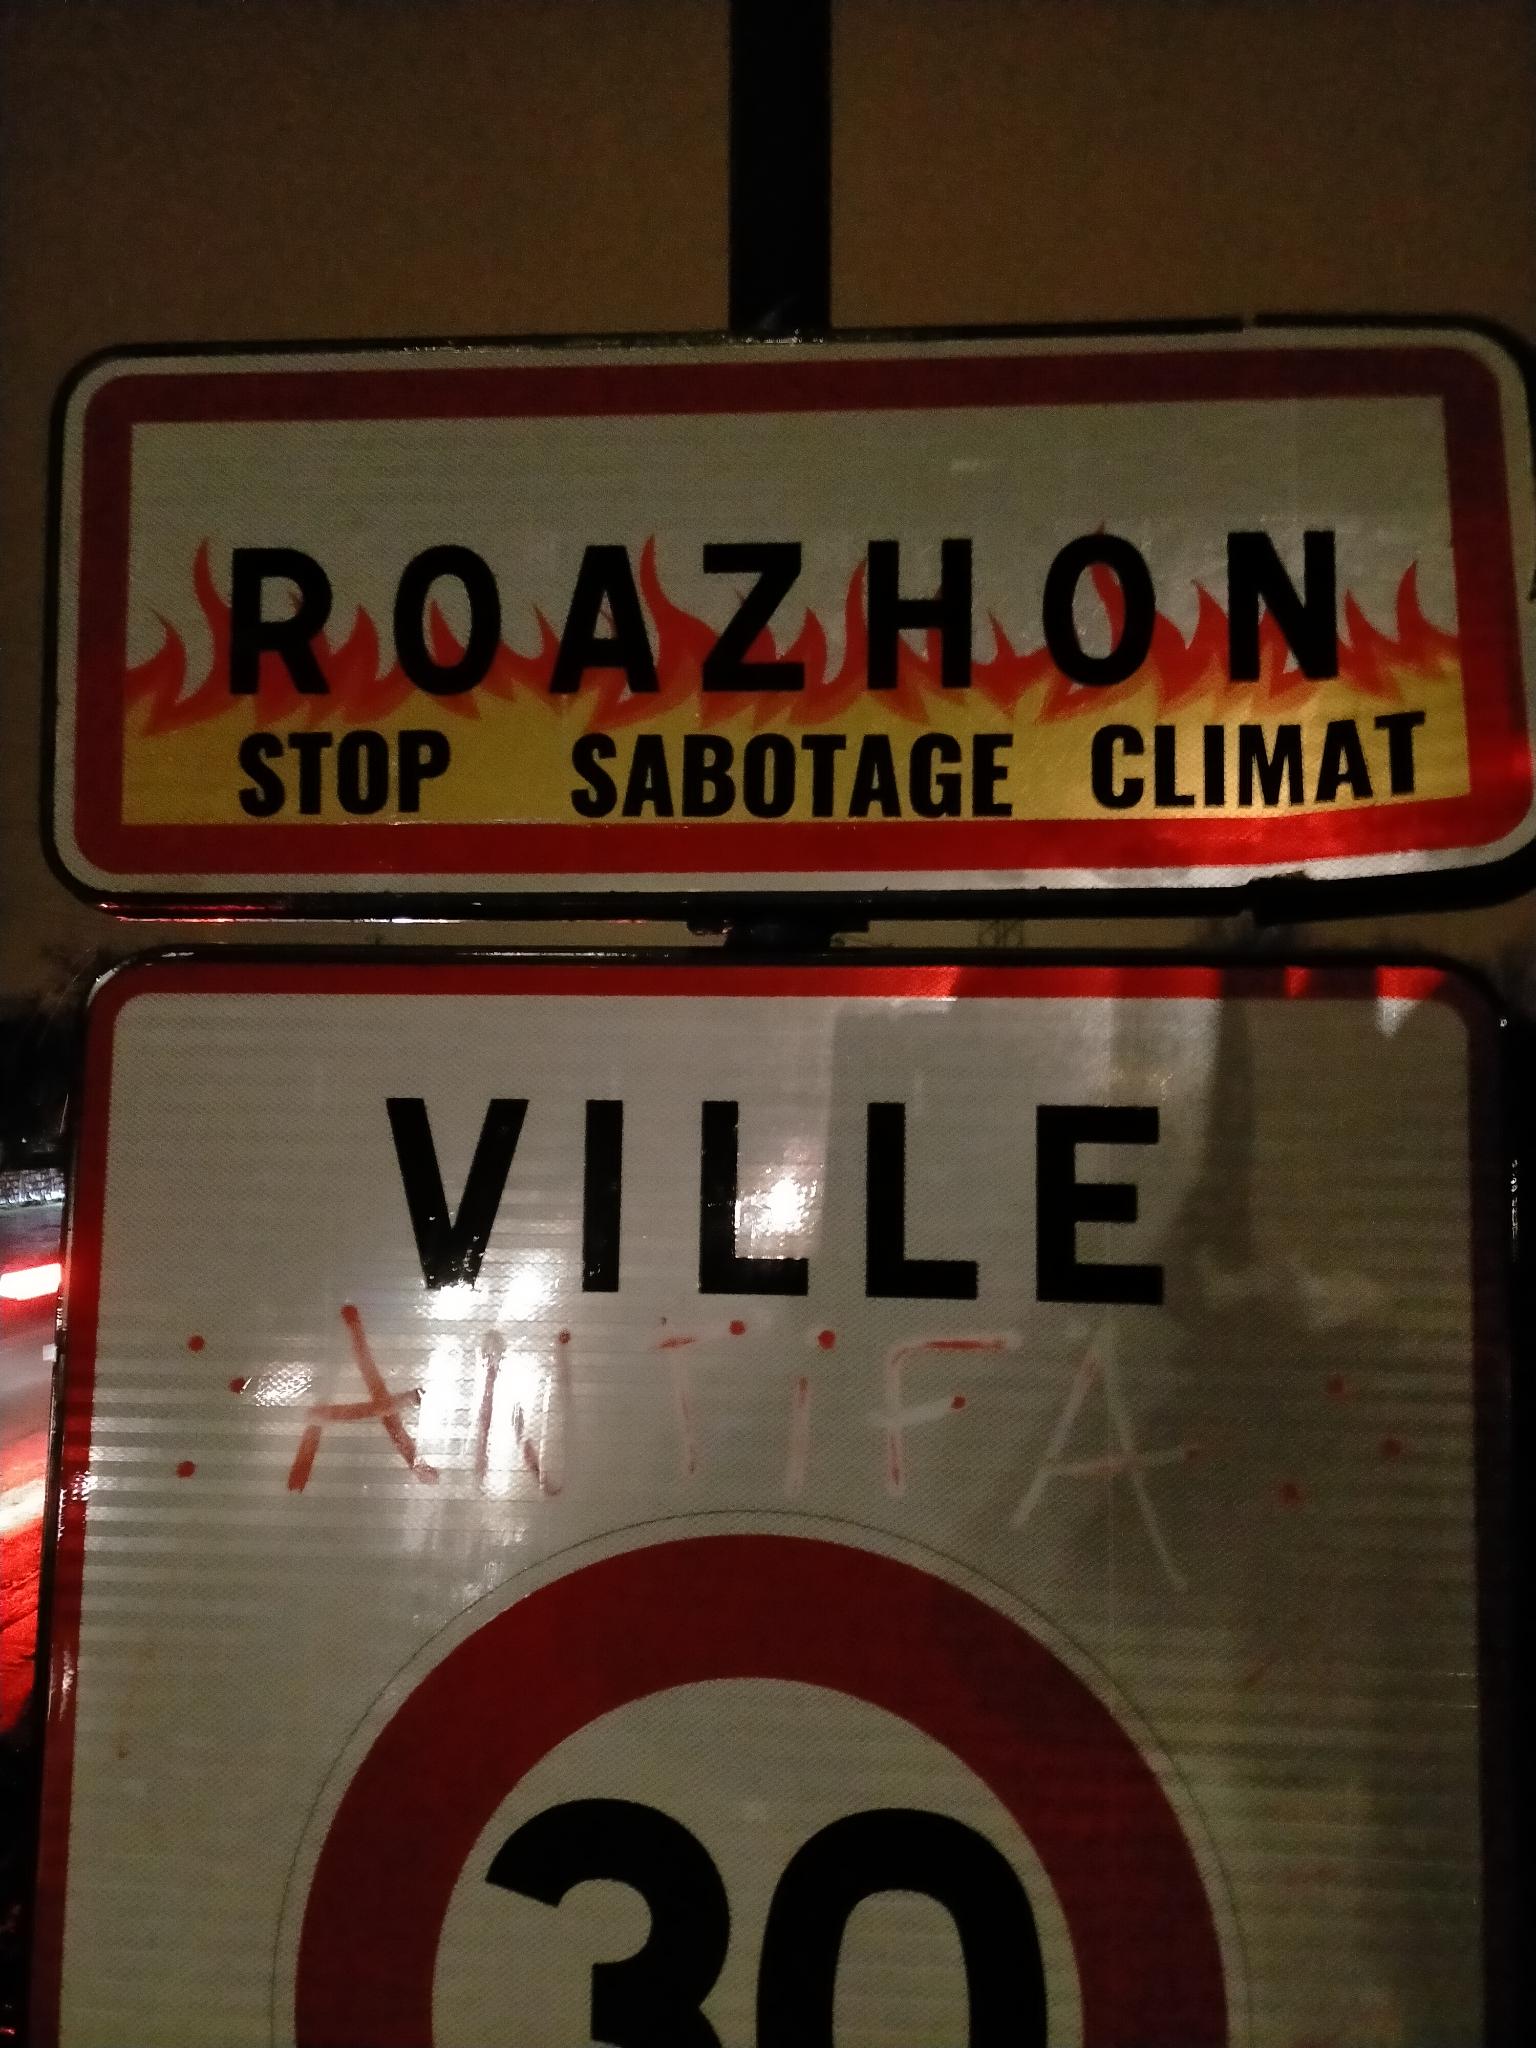 ROAZHON
STOP SABOTAGE CLIMAT
VILLE
ANTiFA
30